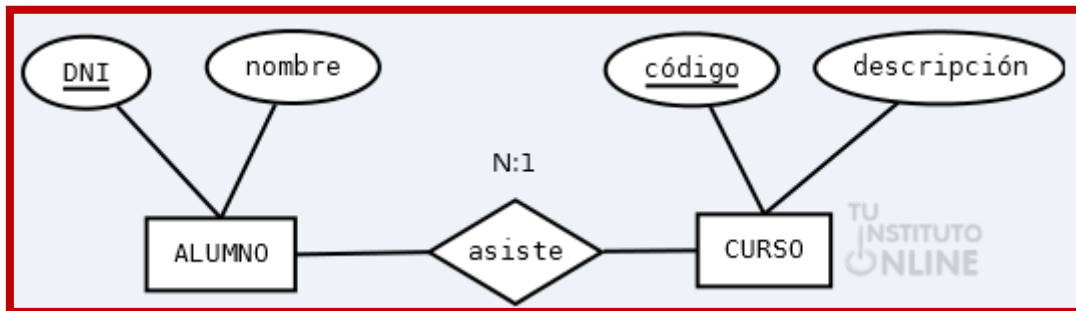 DNI
nombre
código
descripción
N:1
ALUMNO
asiste
CURSO
TU
INSTITUTO
ONLINE